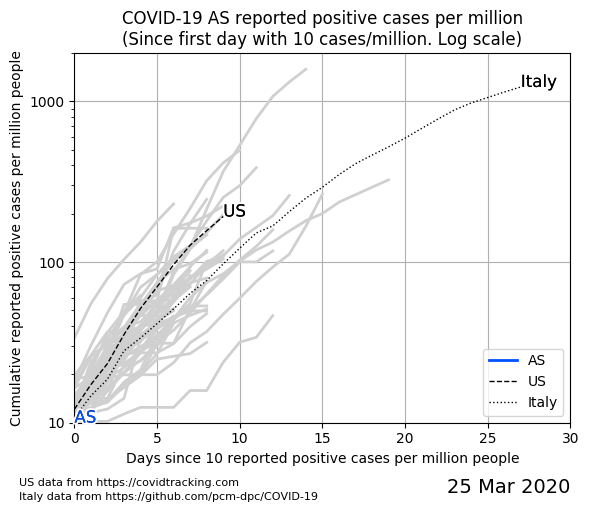 COVID-19 AS reported positive cases per million
(Since first day with 10 cases/million. Log scale)
Cumulative reported positive cases per million people
1000
100
10
Italy
US
AS
AS
US
Italy
0 5 10 15 20 25 30
Days since 10 reported positive cases per million people
US data from https://covidtracking.com
Italy data from https://github.com/pcm-dpc/COVID-19
25 Mar 2020